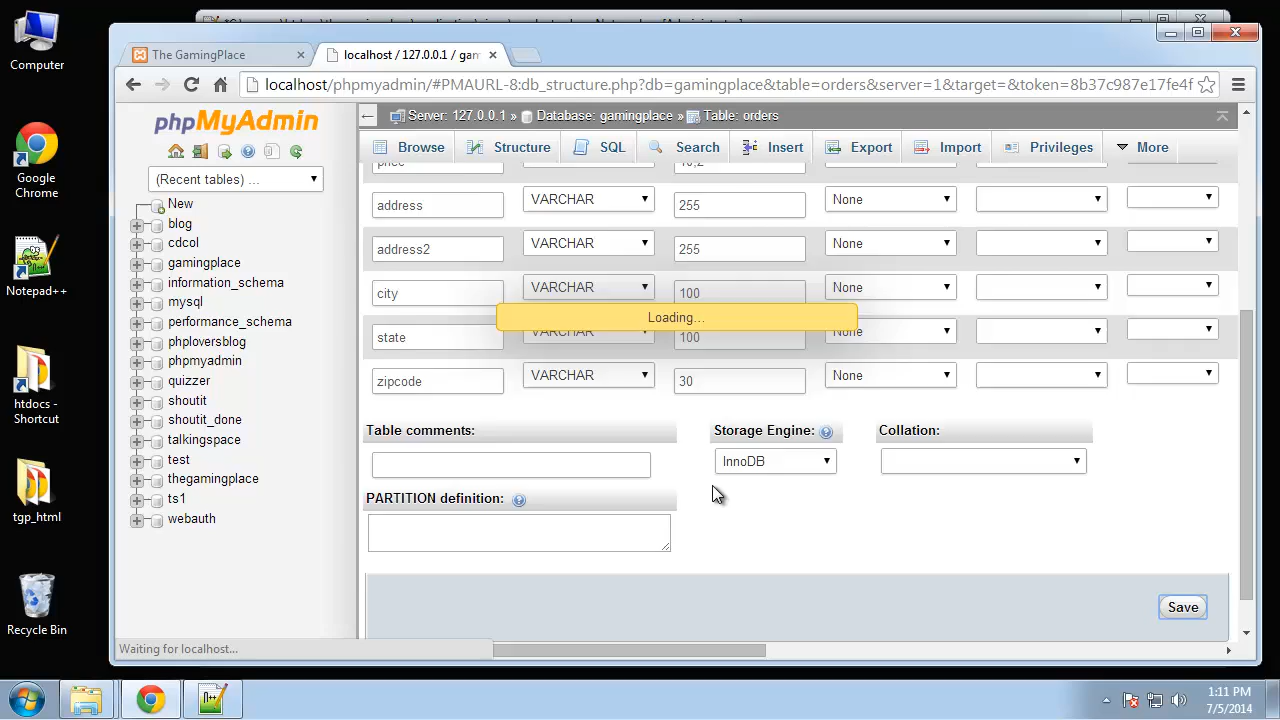 Computer
Google
Chrome
Notepad++
htdocs -
Shortcut
tgp_html
Recycle Bin
The GamingPlace
localhost / 127.0.0.1 / gam
localhost/phpmyadmin/#PMAURL-8:db_structure.php?db=gamingplace&table=orders&server=1&target=&token=8b37c987e17fe4f
phpMyAdmin
(Recent tables) ...
New
blog
cdcol
gamingplace
information_schema
mysql
performance_schema
phploversblog
phpmyadmin
quizzer
shoutit
shoutit_done
talkingspace
test
thegamingplace
ts1
webauth
Server: 127.0.0.1 » Database: gamingplace » Table: orders
Browse Structure SQL Search Insert Export Import Privileges More
price 10,2
address VARCHAR 255 None
address2 VARCHAR 255 None
city VARCHAR 100 None
Loading...
state VARCHAR 100 None
zipcode VARCHAR 30 None
Table comments: Storage Engine: Collation:
InnoDB
PARTITION definition:
Save
Waiting for localhost...
1:11 PM
7/5/2014